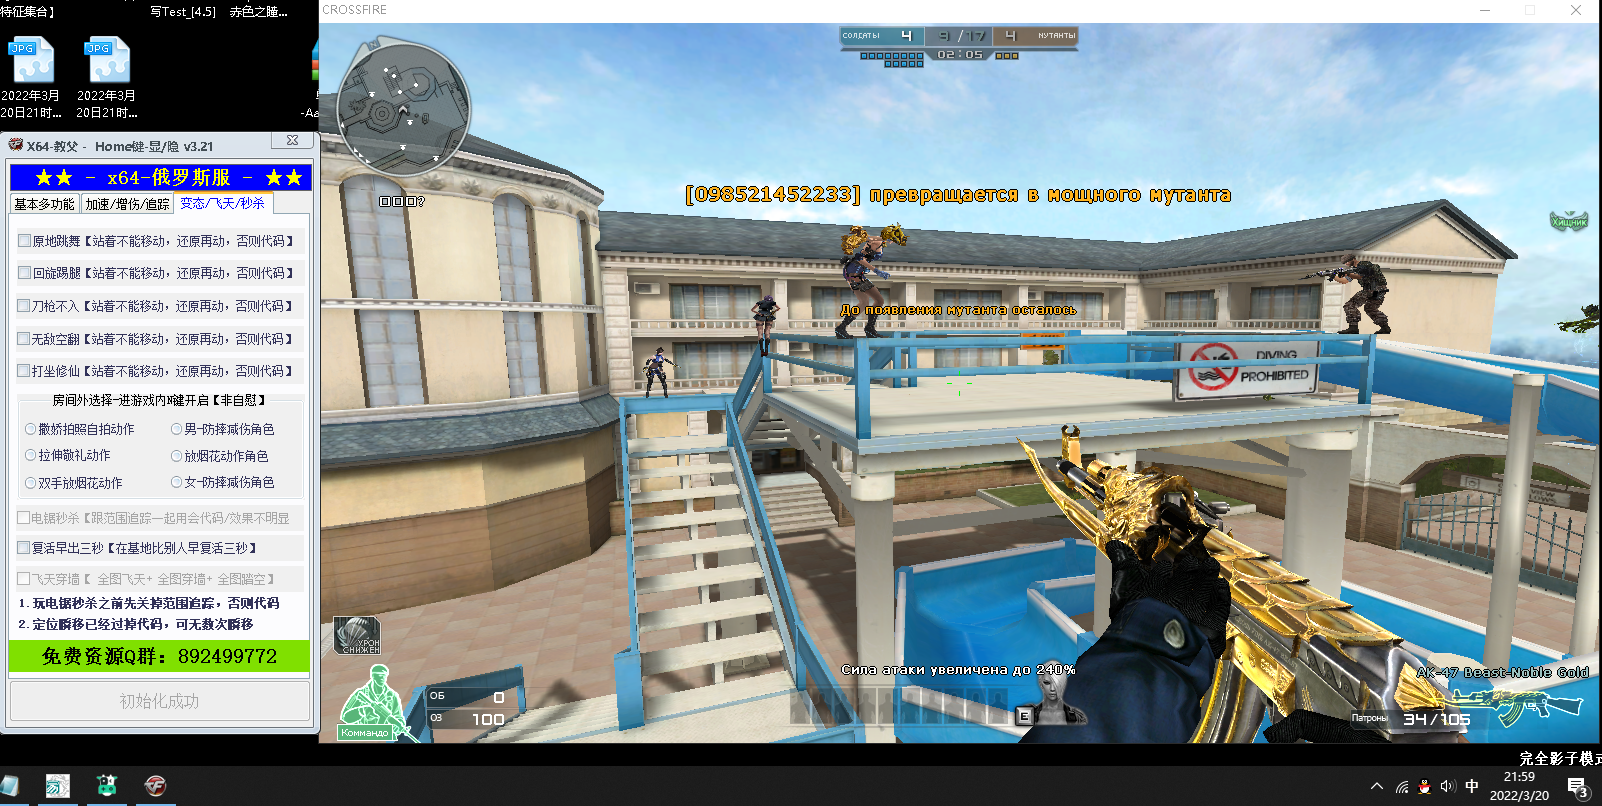 特征集合】
写Test_[4.5]
赤色之瞳...
JPG
JPG
2022年3月
20日21时...
2022年3月
20日21时...
-Aa
X64-教父 - Home键-显/隐 v3.21
★★ - x64-俄罗斯服 - ★★
基本多功能
加速/增伤/追踪
变态/飞天/秒杀
原地跳舞【站着不能移动，还原再动，否则代码】
回旋踢腿【站着不能移动，还原再动，否则代码】
刀枪不入【站着不能移动，还原再动，否则代码】
无敌空翻【站着不能移动，还原再动，否则代码】
打坐修仙【站着不能移动，还原再动，否则代码】
房间外选择-进游戏内N键开启【非自慰】
撒娇拍照自拍动作
男-防摔减伤角色
拉伸敬礼动作
放烟花动作角色
双手放烟花动作
女-防摔减伤角色
电锯秒杀【跟范围追踪一起用会代码/效果不明显
复活早出三秒【在基地比别人早复活三秒】
飞天穿墙【 全图飞天+ 全图穿墙+ 全图踏空】
1.玩电锯秒杀之前先关掉范围追踪，否则代码
2.定位瞬移已经过掉代码，可无敌次瞬移
免费资源Q群：892499772
初始化成功
CROSSFIRE
СОЛДАТЫ 4 9 /17 4 МУТАНТЫ
02:05
?
[098521452233] превращается в мощного мутанта
Хищник
До появления мутанта осталось
DIVING
PROHIBITED
УРОН
СНИЖЕН
Сила атаки увеличена до 240%
E
AK-47 Beast-Noble Gold
ОБ 0
ОЗ 100
Коммандо
Патроны 34/105
完全影子模式
中
21:59
2022/3/20
3